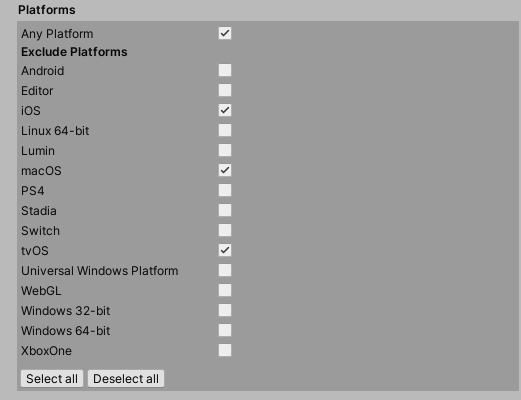 Platforms
Any Platform
Exclude Platforms
Android
Editor
iOS
Linux 64-bit
Lumin
macOS
PS4
Stadia
Switch
tvOS
Universal Windows Platform
WebGL
Windows 32-bit
Windows 64-bit
XboxOne
Select all Deselect all